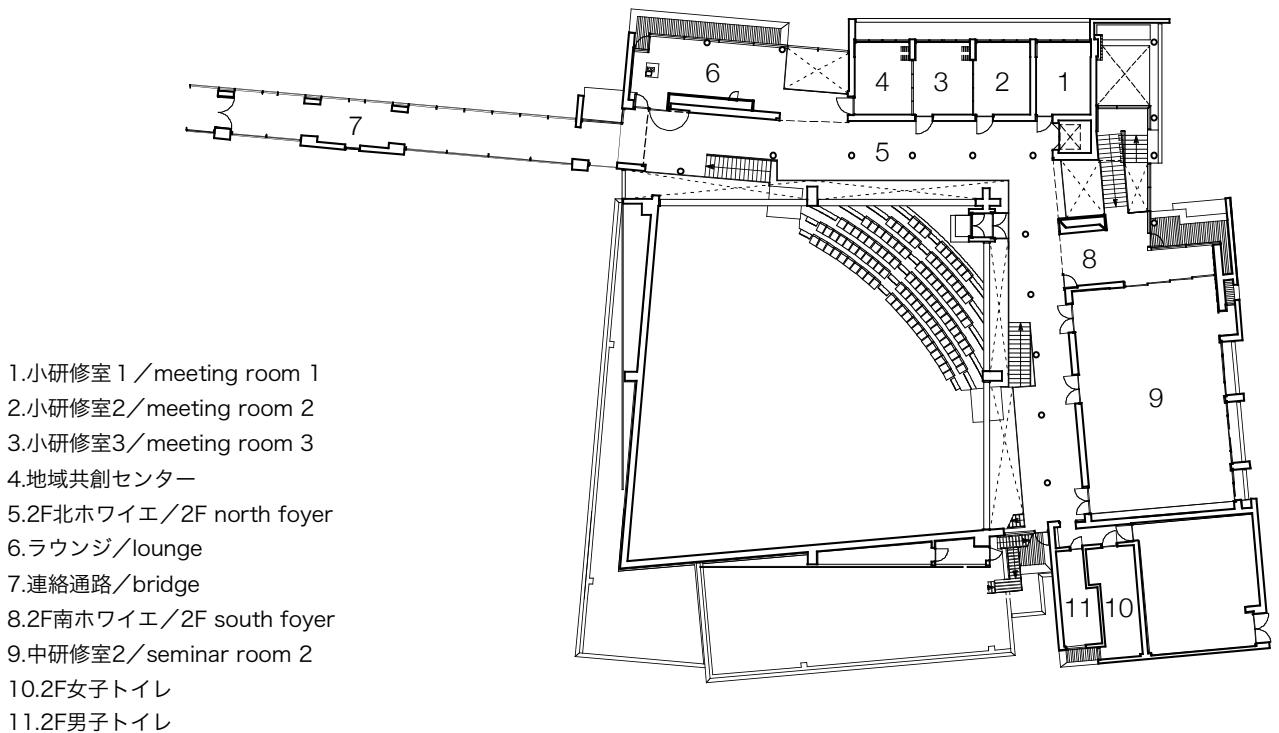 6
4
3
2
1
7
5
8
9
11
10
1.小研修室１／meeting room 1
2.小研修室2／meeting room 2
3.小研修室3／meeting room 3
4.地域共創センター
5.2F北ホワイエ／2F north foyer
6.ラウンジ／lounge
7.連絡通路／bridge
8.2F南ホワイエ／2F south foyer
9.中研修室2／seminar room 2
10.2F女子トイレ
11.2F男子トイレ